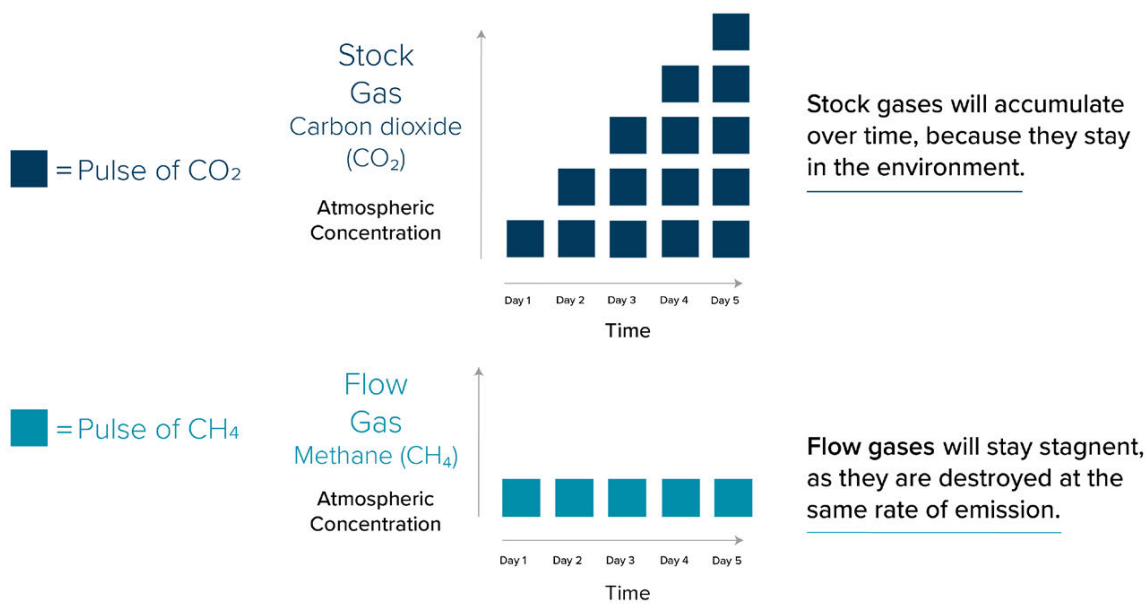 Stock
Gas
Carbon dioxide
(CO₂)
= Pulse of CO₂
Atmospheric
Concentration
Day 1 Day 2 Day 3 Day 4 Day 5
Time
Stock gases will accumulate
over time, because they stay
in the environment.
Flow
Gas
Methane (CH₄)
= Pulse of CH₄
Atmospheric
Concentration
Day 1 Day 2 Day 3 Day 4 Day 5
Time
Flow gases will stay stagnent,
as they are destroyed at the
same rate of emission.